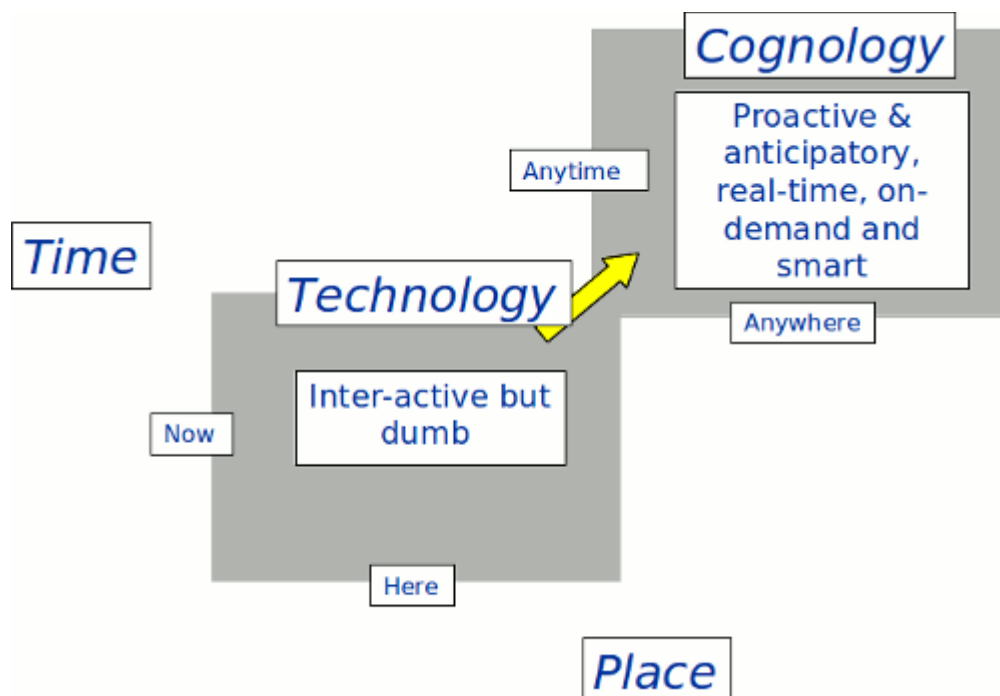 Cognology
Proactive &
anticipatory,
real-time, on-
demand and
smart
Anytime
Anywhere
Time
Technology
Inter-active but
dumb
Now
Here
Place